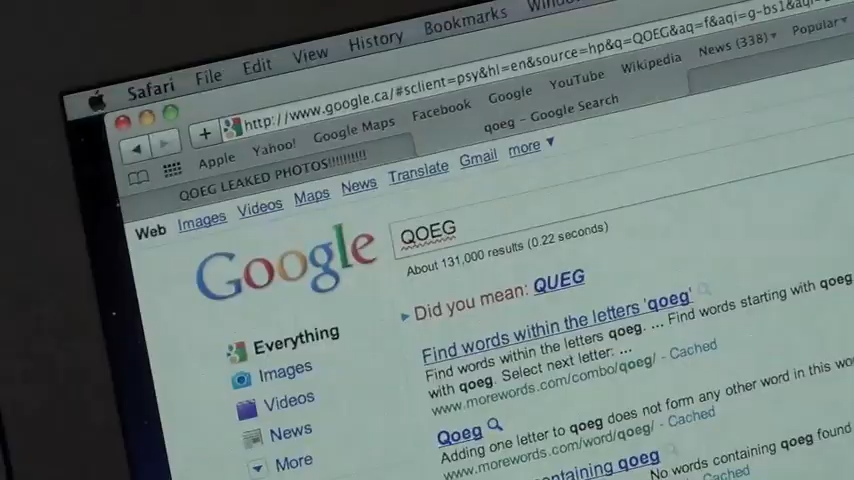 Safari File Edit View History Bookmarks
http://www.google.ca/#sclient=psy&hl=en&source=hp&q=QOEG&aq=f&aqi=g-bs1&aql=
Apple Yahoo! Google Maps Facebook Google YouTube Wikipedia News (338) Popular
QOEG LEAKED PHOTOS!!!!!!!!!! qoeg – Google Search
Web Images Videos Maps News Translate Gmail more
Google QOEG
About 131,000 results (0.22 seconds)
Did you mean: QUEG
Everything
Images
Videos
News
More
Find words within the letters 'qoeg'
Find words within the letters qoeg. ... Find words starting with qoeg
with qoeg. Select next letter: ...
www.morewords.com/combo/qoeg/ - Cached
Qoeg
Adding one letter to qoeg does not form any other word in this
www.morewords.com/word/qoeg/ - Cached
containing qoeg
No words containing qoeg found
Cached